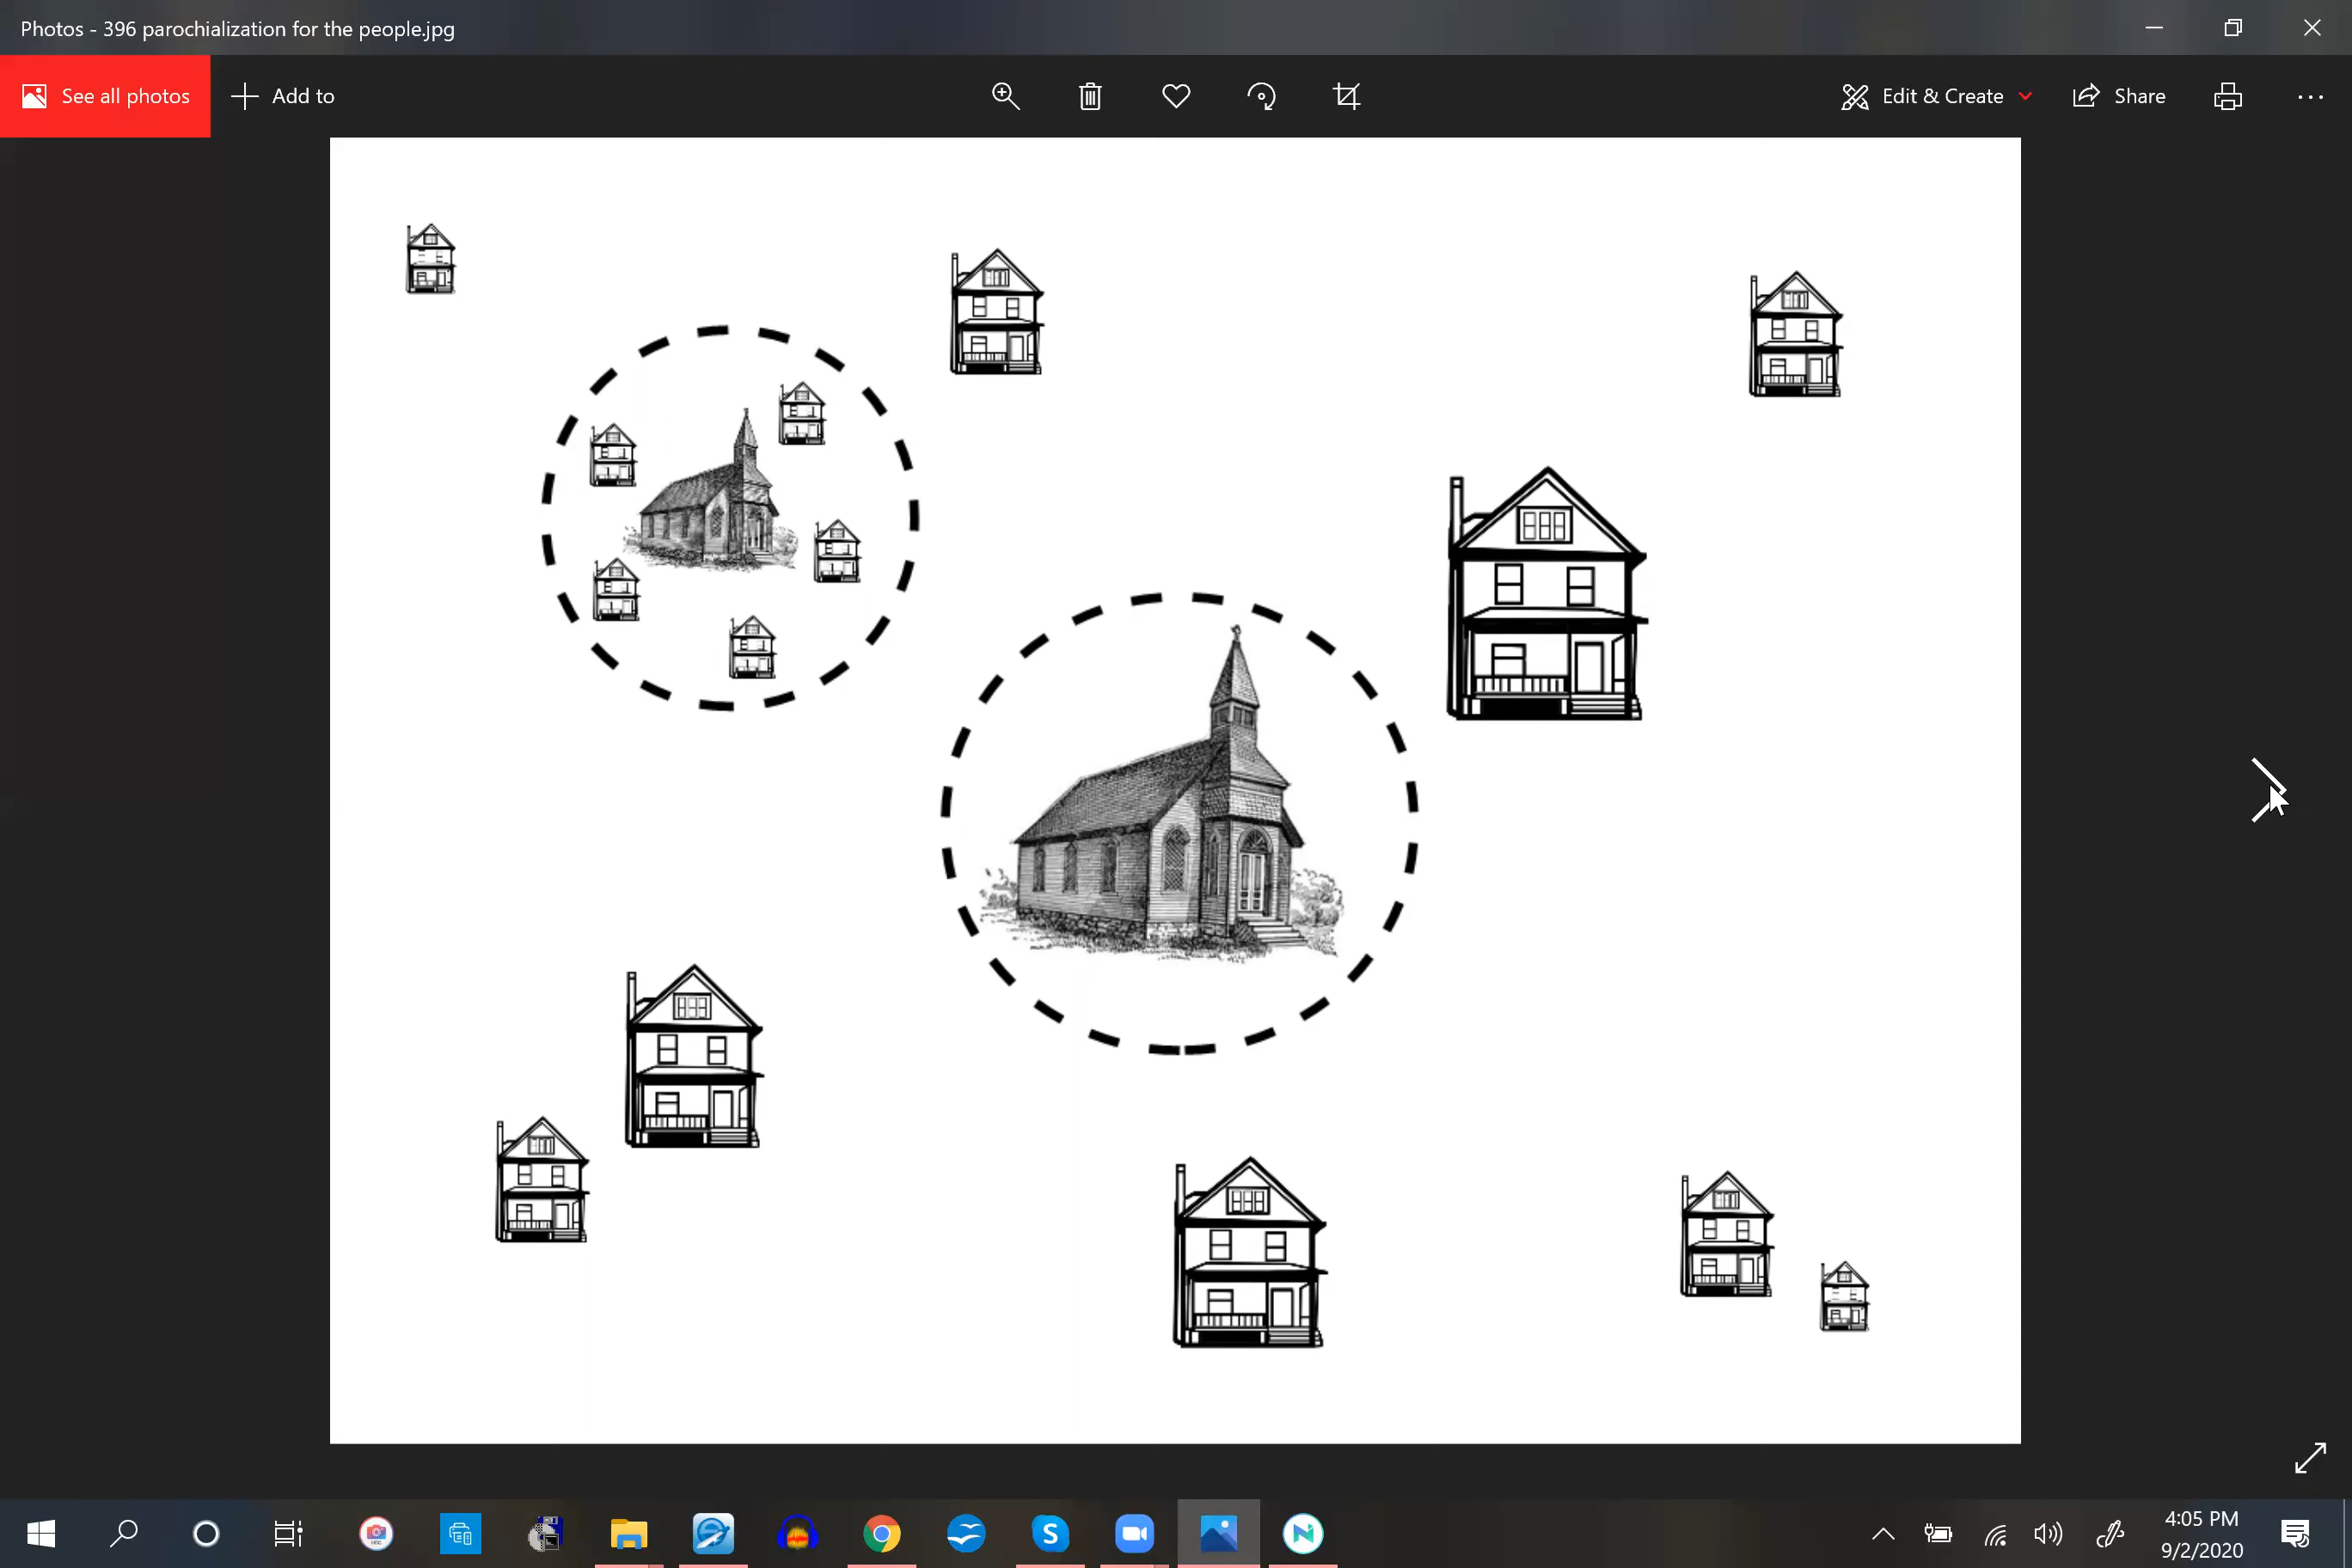 Photos - 396 parochialization for the people.jpg
See all photos
Add to
Edit & Create
Share
4:05 PM
9/2/2020